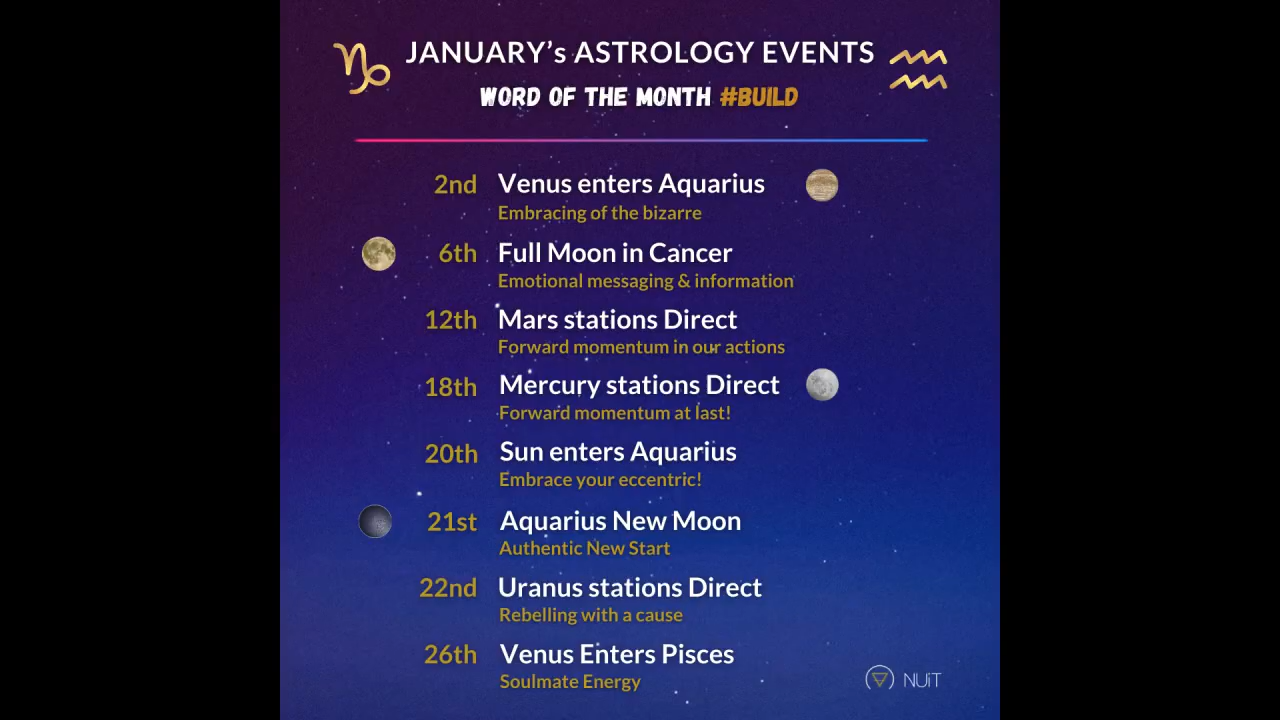 JANUARY's ASTROLOGY EVENTS
WORD OF THE MONTH #BUILD
2nd Venus enters Aquarius
Embracing of the bizarre
6th Full Moon in Cancer
Emotional messaging & information
12th Mars stations Direct
Forward momentum in our actions
18th Mercury stations Direct
Forward momentum at last!
20th Sun enters Aquarius
Embrace your eccentric!
21st Aquarius New Moon
Authentic New Start
22nd Uranus stations Direct
Rebelling with a cause
26th Venus Enters Pisces
Soulmate Energy
NUiT